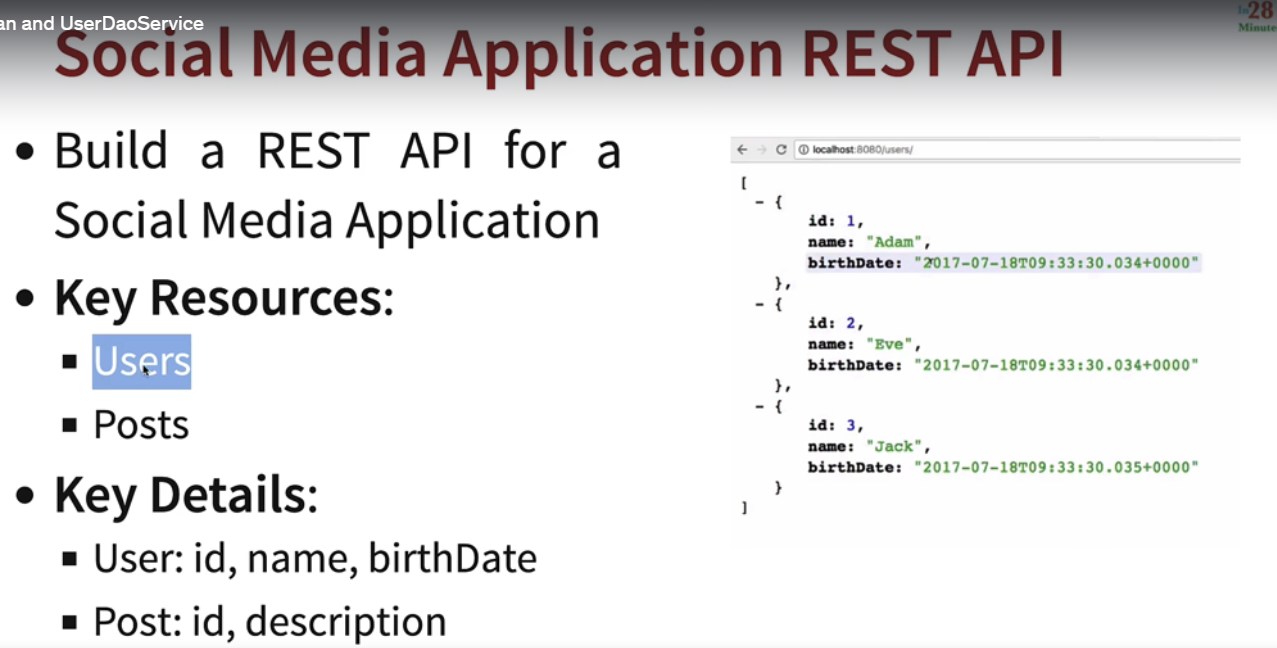 an and UserDaoService
In28
Minutes
Social Media Application REST API
• Build a REST API for a
Social Media Application
• Key Resources:
▪ Users
▪ Posts
• Key Details:
▪ User: id, name, birthDate
▪ Post: id, description
localhost:8080/users/
[
- {
id: 1,
name: "Adam",
birthDate: "2017-07-18T09:33:30.034+0000"
},
- {
id: 2,
name: "Eve",
birthDate: "2017-07-18T09:33:30.034+0000"
},
- {
id: 3,
name: "Jack",
birthDate: "2017-07-18T09:33:30.035+0000"
}
]